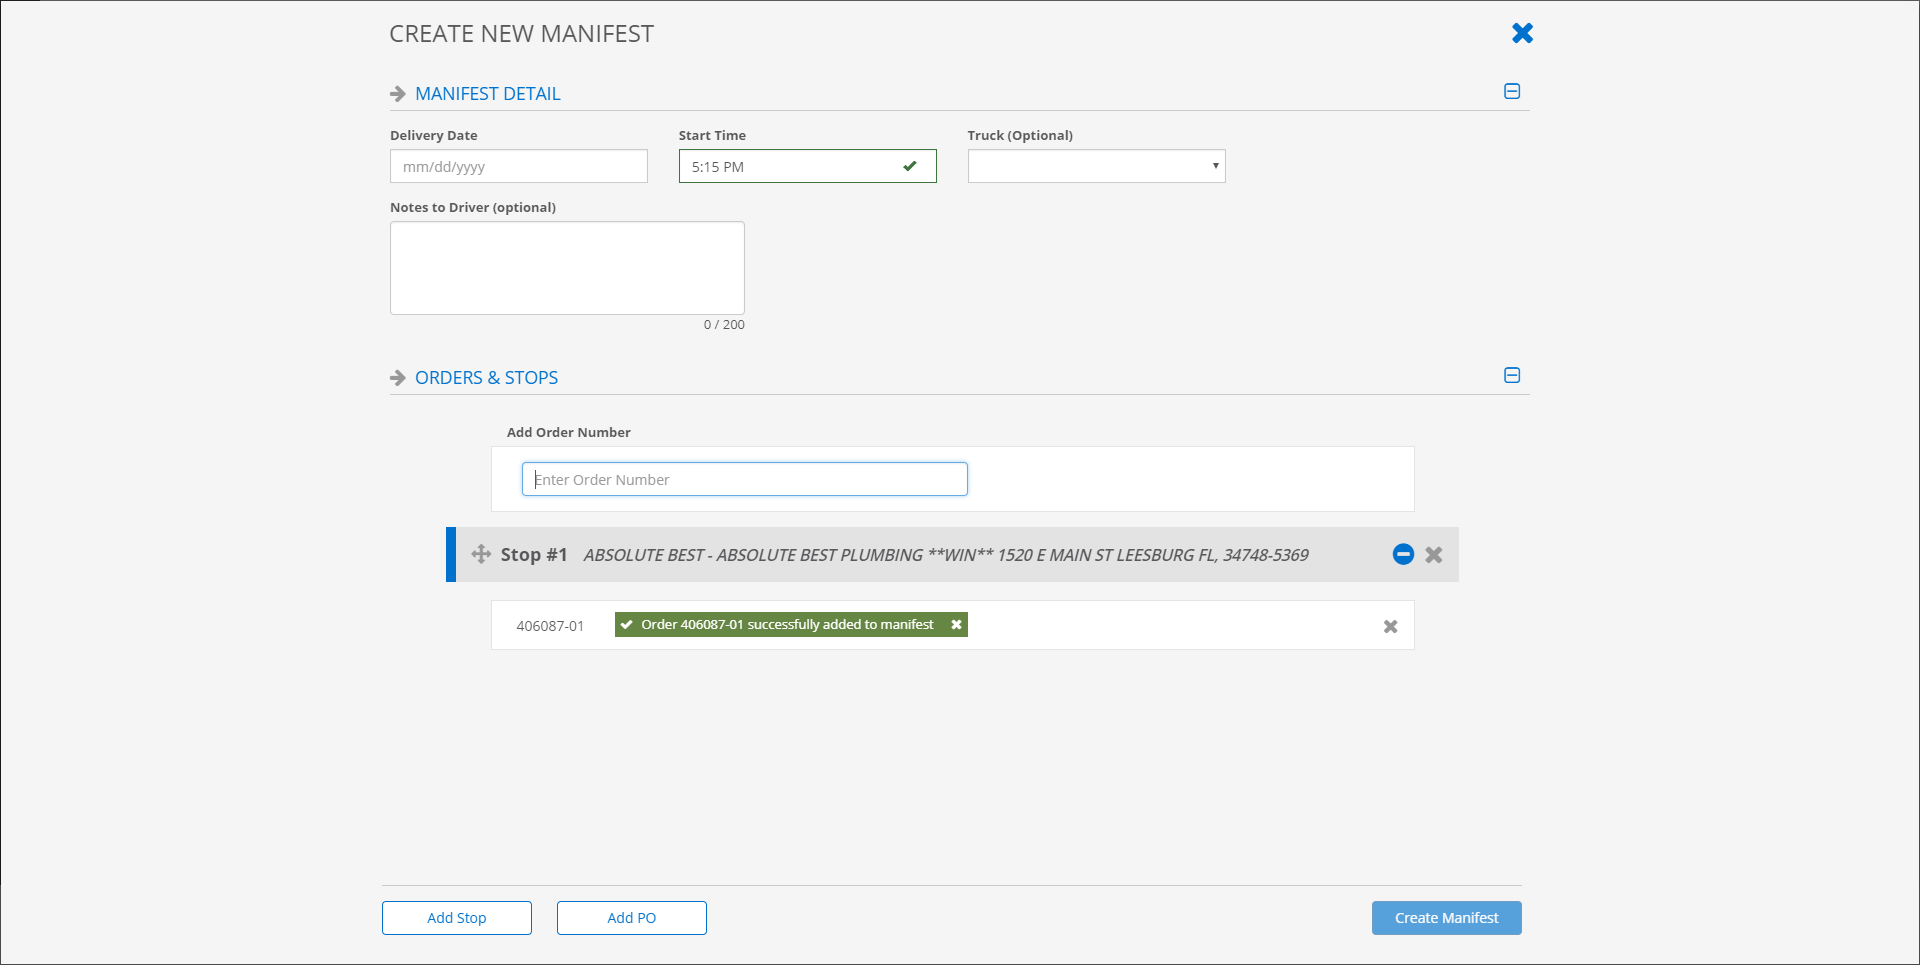 CREATE NEW MANIFEST
MANIFEST DETAIL
Delivery Date
Start Time
Truck (Optional)
mm/dd/yyyy
5:15 PM
Notes to Driver (optional)
0 / 200
ORDERS & STOPS
Add Order Number
Enter Order Number
Stop #1 ABSOLUTE BEST - ABSOLUTE BEST PLUMBING **WIN** 1520 E MAIN ST LEESBURG FL, 34748-5369
406087-01
Order 406087-01 successfully added to manifest
Add Stop
Add PO
Create Manifest